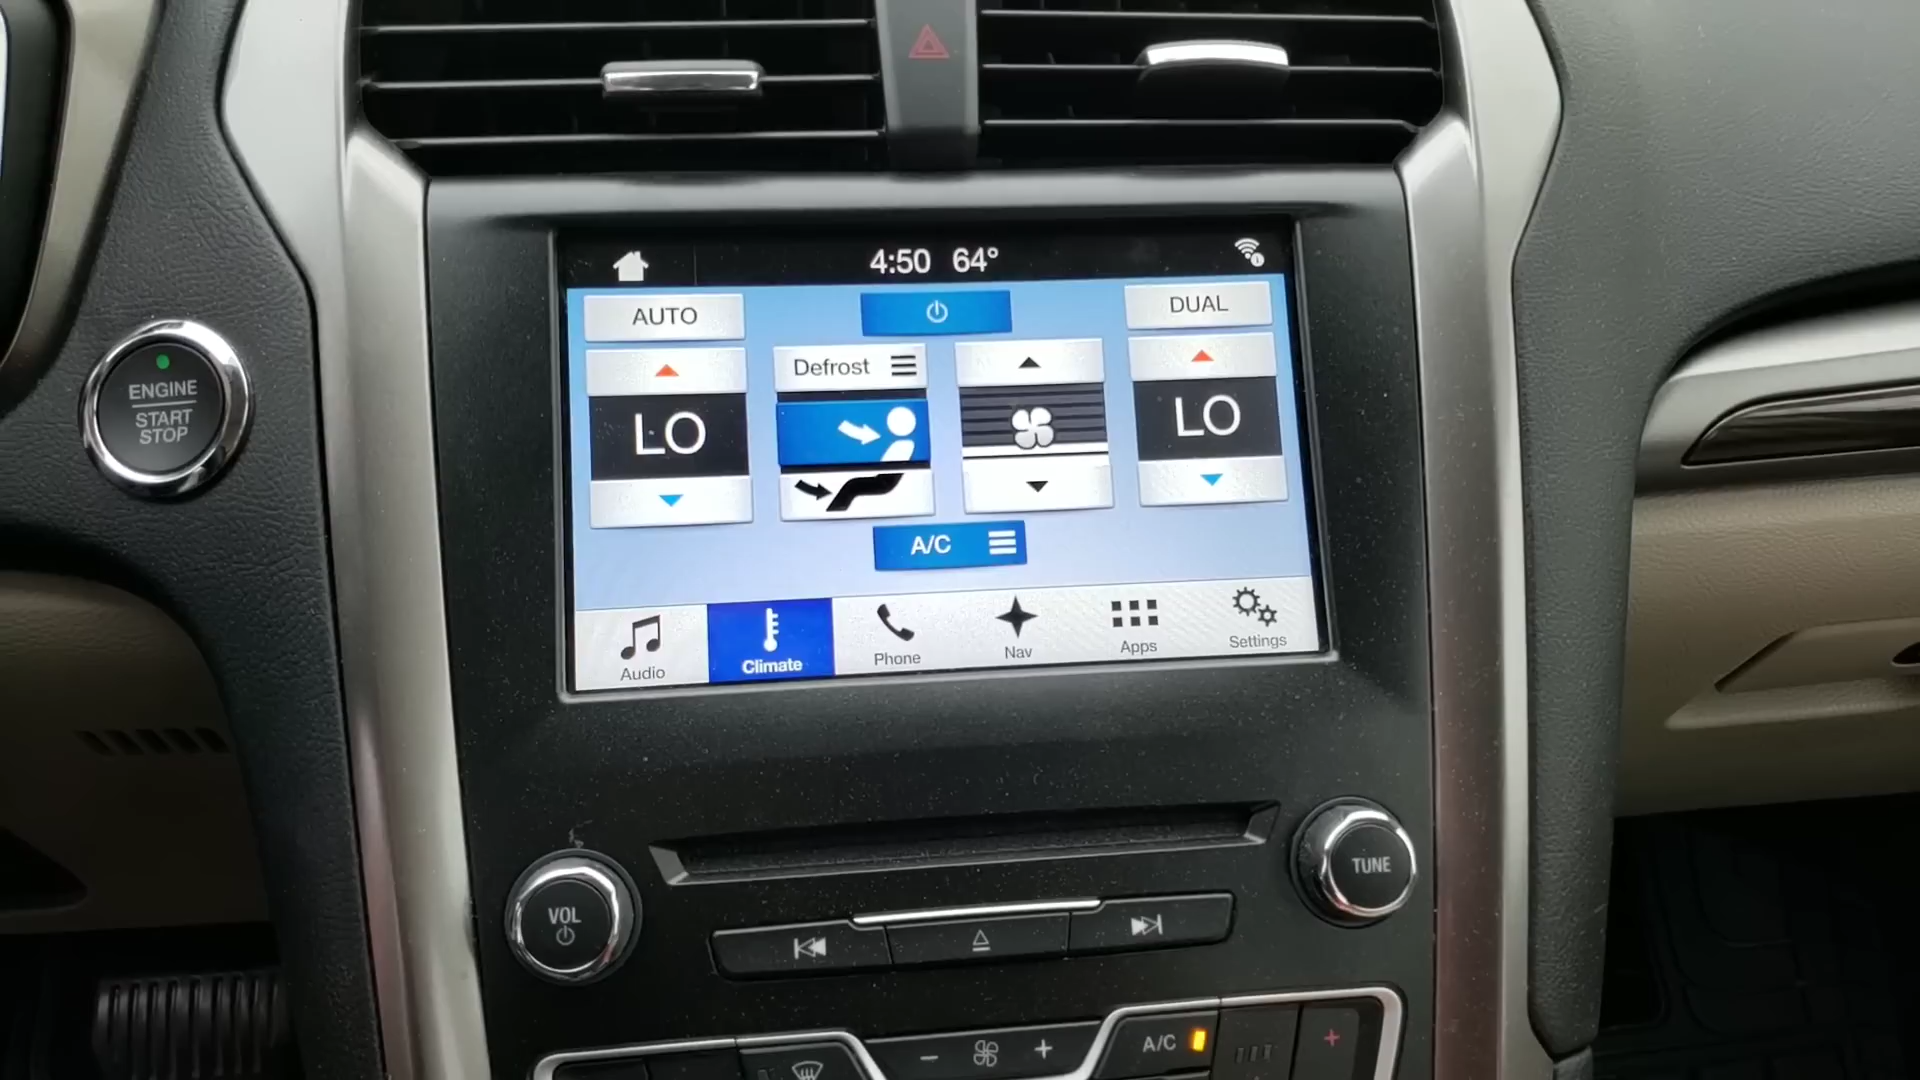 4:50 64°
AUTO
DUAL
Defrost
LO
LO
A/C
Audio
Climate
Phone
Nav
Apps
Settings
ENGINE
START
STOP
VOL
TUNE
A/C